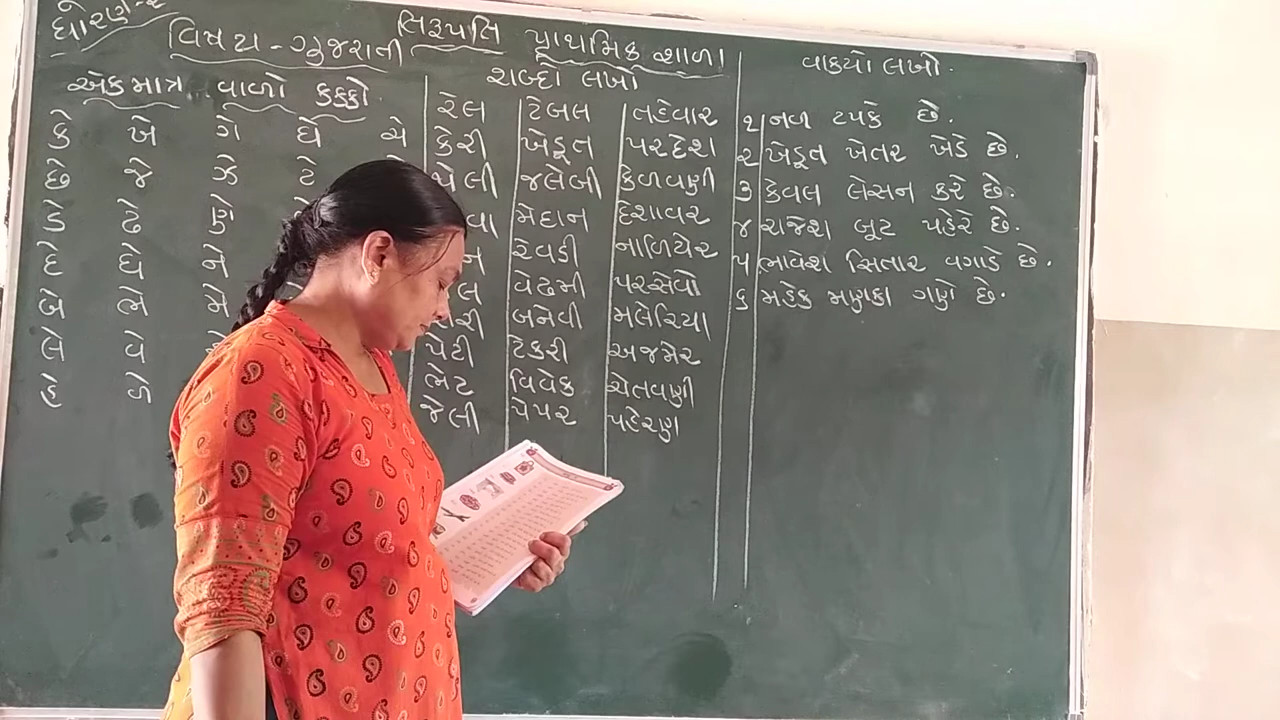 ધોરણ-૨
તિરૂપતિ પ્રાથમિક શાળા
વિષય - ગુજરાતી
એકમાત્ર વાળો કક્કો.
કે ખે ગે ઘે ચે
છે જે ઝે ટે
ડે ઢે ણે
દે ધે ને
બે ભે મે
લે વે
હે ળે
શબ્દો લખો
રેલ ટેબલ તહેવાર
કેરી ખેડૂત પરદેશ
થેલી જલેબી કેળવણી
મેદાન દેશાવર
રેવડી નાળિયેર
વેઢમી પરસેવો
બનેવી મલેરિયા
પેટી ટેકરી અજમેર
ભેટ વિવેક ચેતવણી
જેલી પેપર પહેરણ
વાક્યો લખો.
૧ નળ ટપકે છે.
૨ ખેડૂત ખેતર ખેડે છે.
૩ કેવલ લેસન કરે છે.
૪ રાજેશ બૂટ પહેરે છે.
૫ ભાવેશ સિતાર વગાડે છે.
૬ મહેક મણકા ગણે છે.